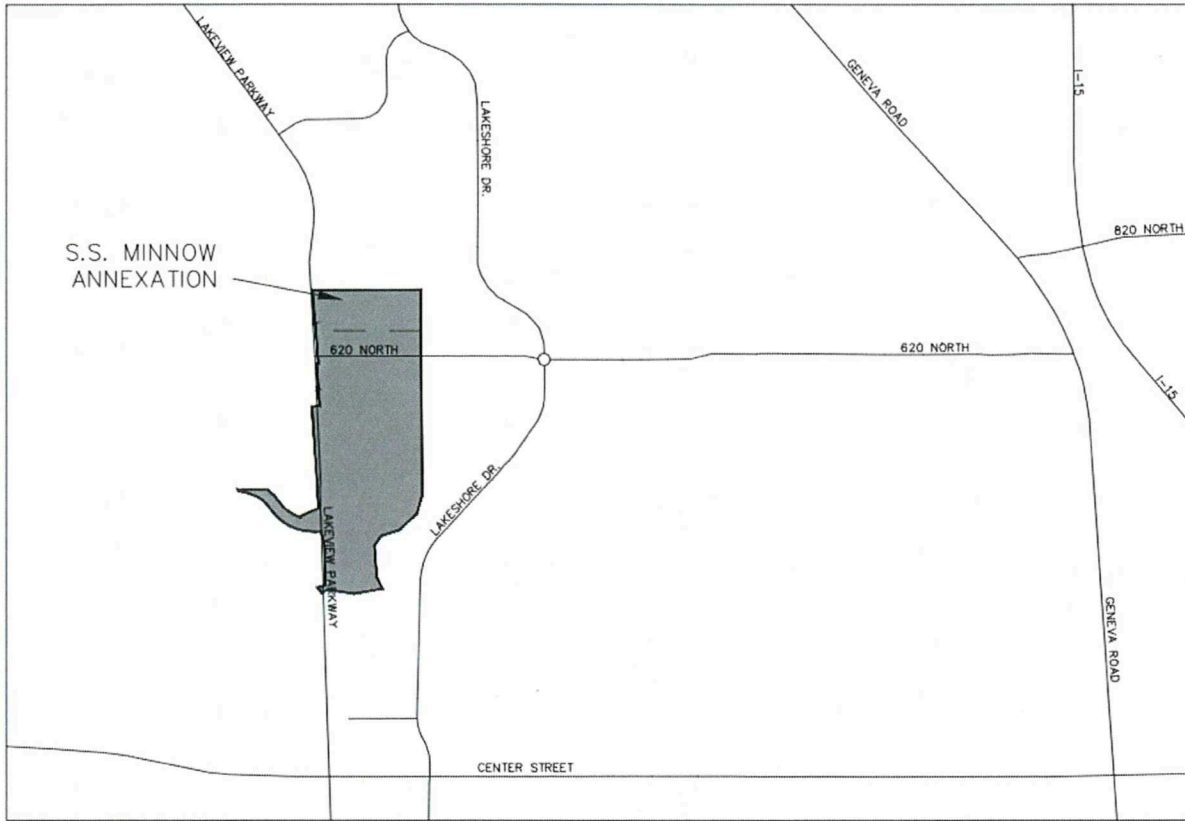 LAKEVIEW PARKWAY
GENEVA ROAD
I-15
LAKESHORE DR.
820 NORTH
S.S. MINNOW
ANNEXATION
620 NORTH
620 NORTH
I-15
LAKESHORE DR.
LAKEVIEW PARKWAY
GENEVA ROAD
CENTER STREET